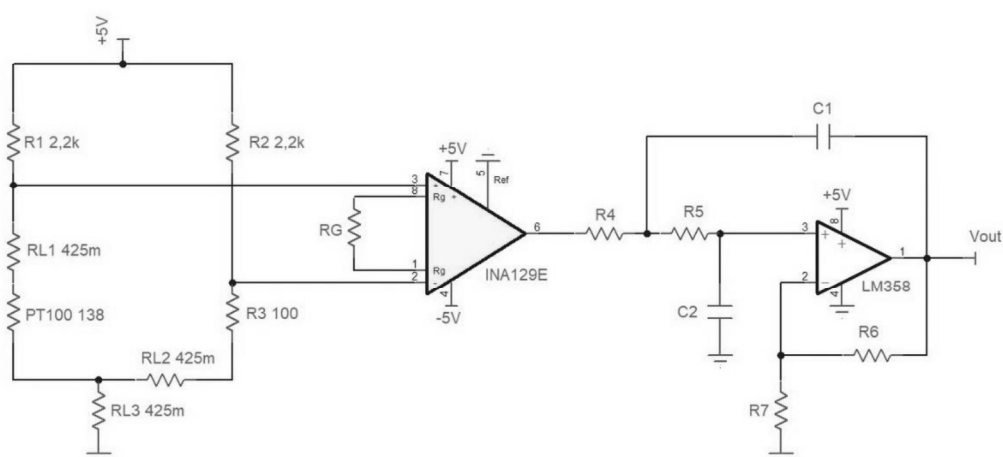 +5V
R1 2,2k
R2 2,2k
RL1 425m
PT100 138
R3 100
RL2 425m
RL3 425m
RG
3
8
1
2
Rg
Rg
+
-
+5V
7
5
Ref
6
INA129E
4
-5V
R4
R5
C1
C2
+5V
8
3
+
+
2
-
1
4
LM358
Vout
R6
R7